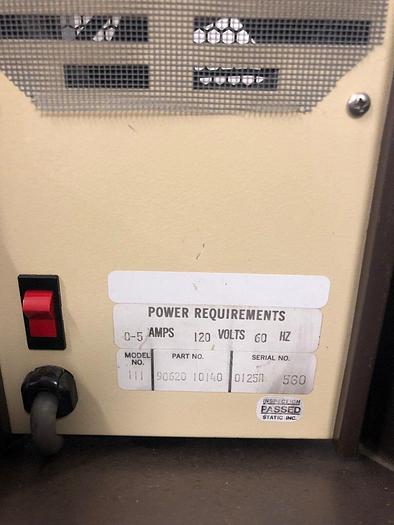 POWER REQUIREMENTS
0-5 AMPS 120 VOLTS 60 HZ
MODEL NO. PART NO. SERIAL NO.
111 90620 10140 0125A 560
INSPECTION
PASSED
STATIC INC.